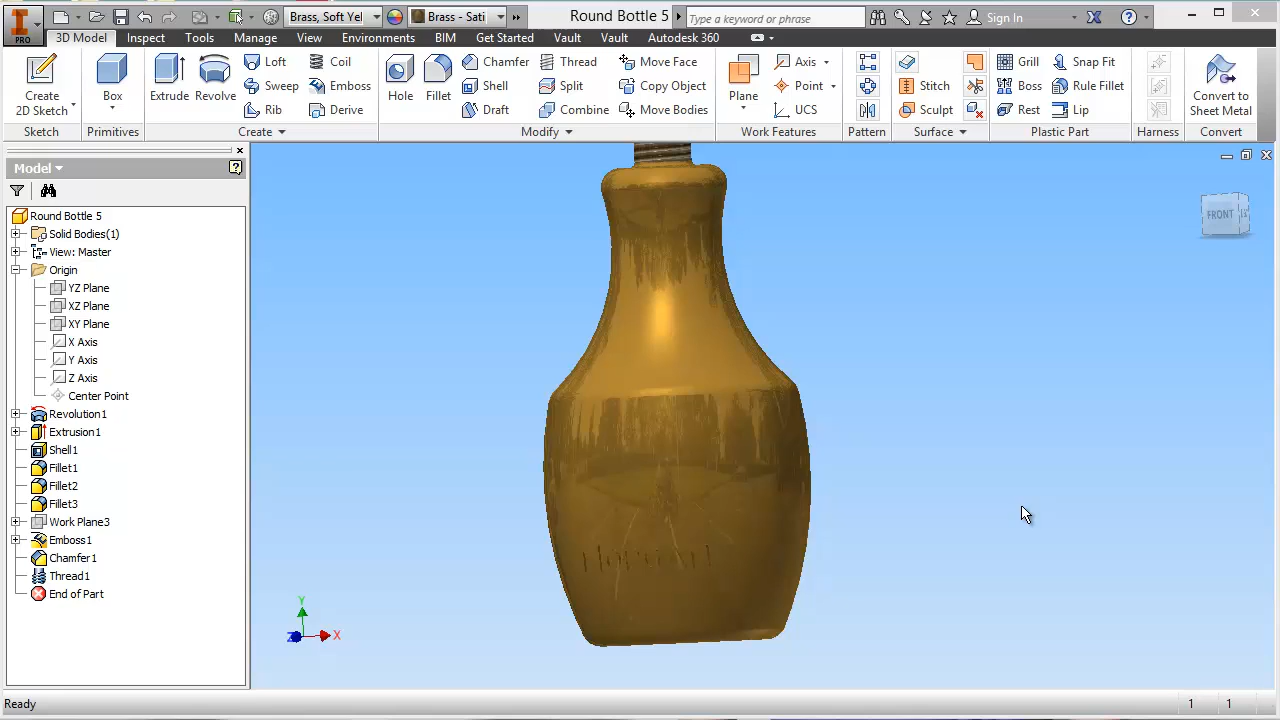 Brass, Soft Yel
Brass - Sati
Round Bottle 5
Type a keyword or phrase
Sign In
PRO
3D Model
Inspect
Tools
Manage
View
Environments
BIM
Get Started
Vault
Vault
Autodesk 360
Create
2D Sketch
Box
Extrude
Revolve
Loft
Sweep
Rib
Coil
Emboss
Derive
Hole
Fillet
Chamfer
Shell
Draft
Thread
Split
Combine
Move Face
Copy Object
Move Bodies
Plane
Axis
Point
UCS
Stitch
Sculpt
Grill
Boss
Rest
Snap Fit
Rule Fillet
Lip
Convert to
Sheet Metal
Sketch
Primitives
Create
Modify
Work Features
Pattern
Surface
Plastic Part
Harness
Convert
Model
Round Bottle 5
Solid Bodies(1)
View: Master
Origin
YZ Plane
XZ Plane
XY Plane
X Axis
Y Axis
Z Axis
Center Point
Revolution1
Extrusion1
Shell1
Fillet1
Fillet2
Fillet3
Work Plane3
Emboss1
Chamfer1
Thread1
End of Part
FRONT
Y
Z
X
Ready
1
1